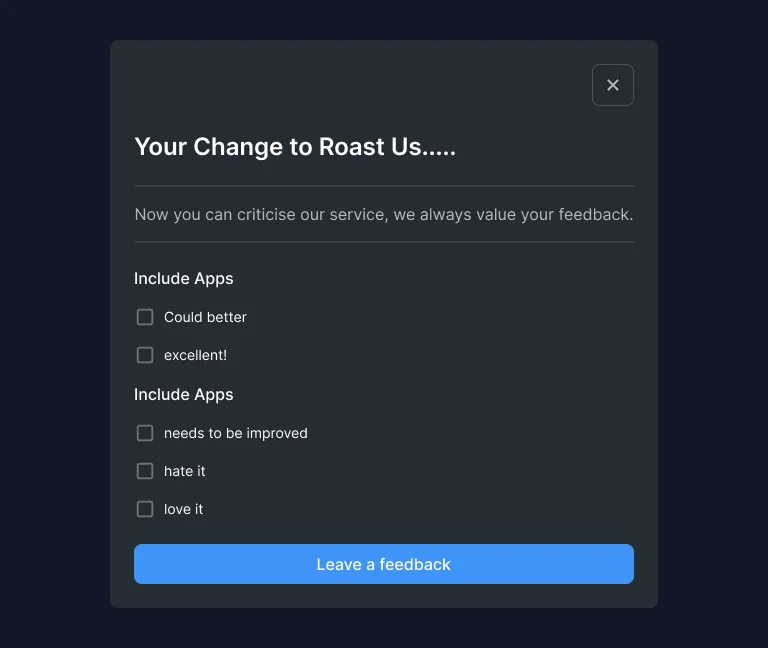 Your Change to Roast Us.....
Now you can criticise our service, we always value your feedback.
Include Apps
Could better
excellent!
Include Apps
needs to be improved
hate it
love it
Leave a feedback